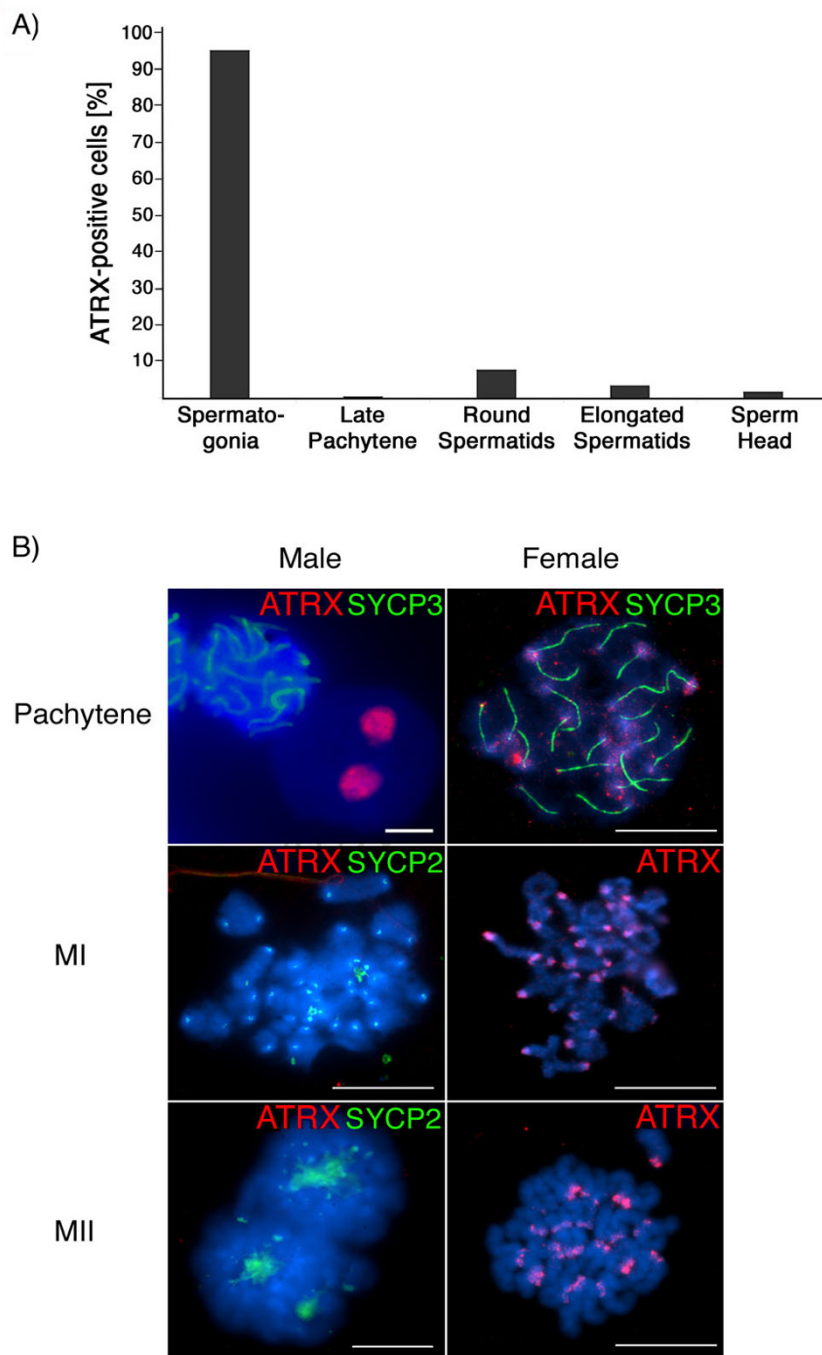 A)
ATRX-positive cells [%]
100
90
80
70
60
50
40
30
20
10
Spermato-
gonia
Late
Pachytene
Round
Spermatids
Elongated
Spermatids
Sperm
Head
B)
Male
Female
Pachytene
ATRX SYCP3
ATRX SYCP3
MI
ATRX SYCP2
ATRX
MII
ATRX SYCP2
ATRX